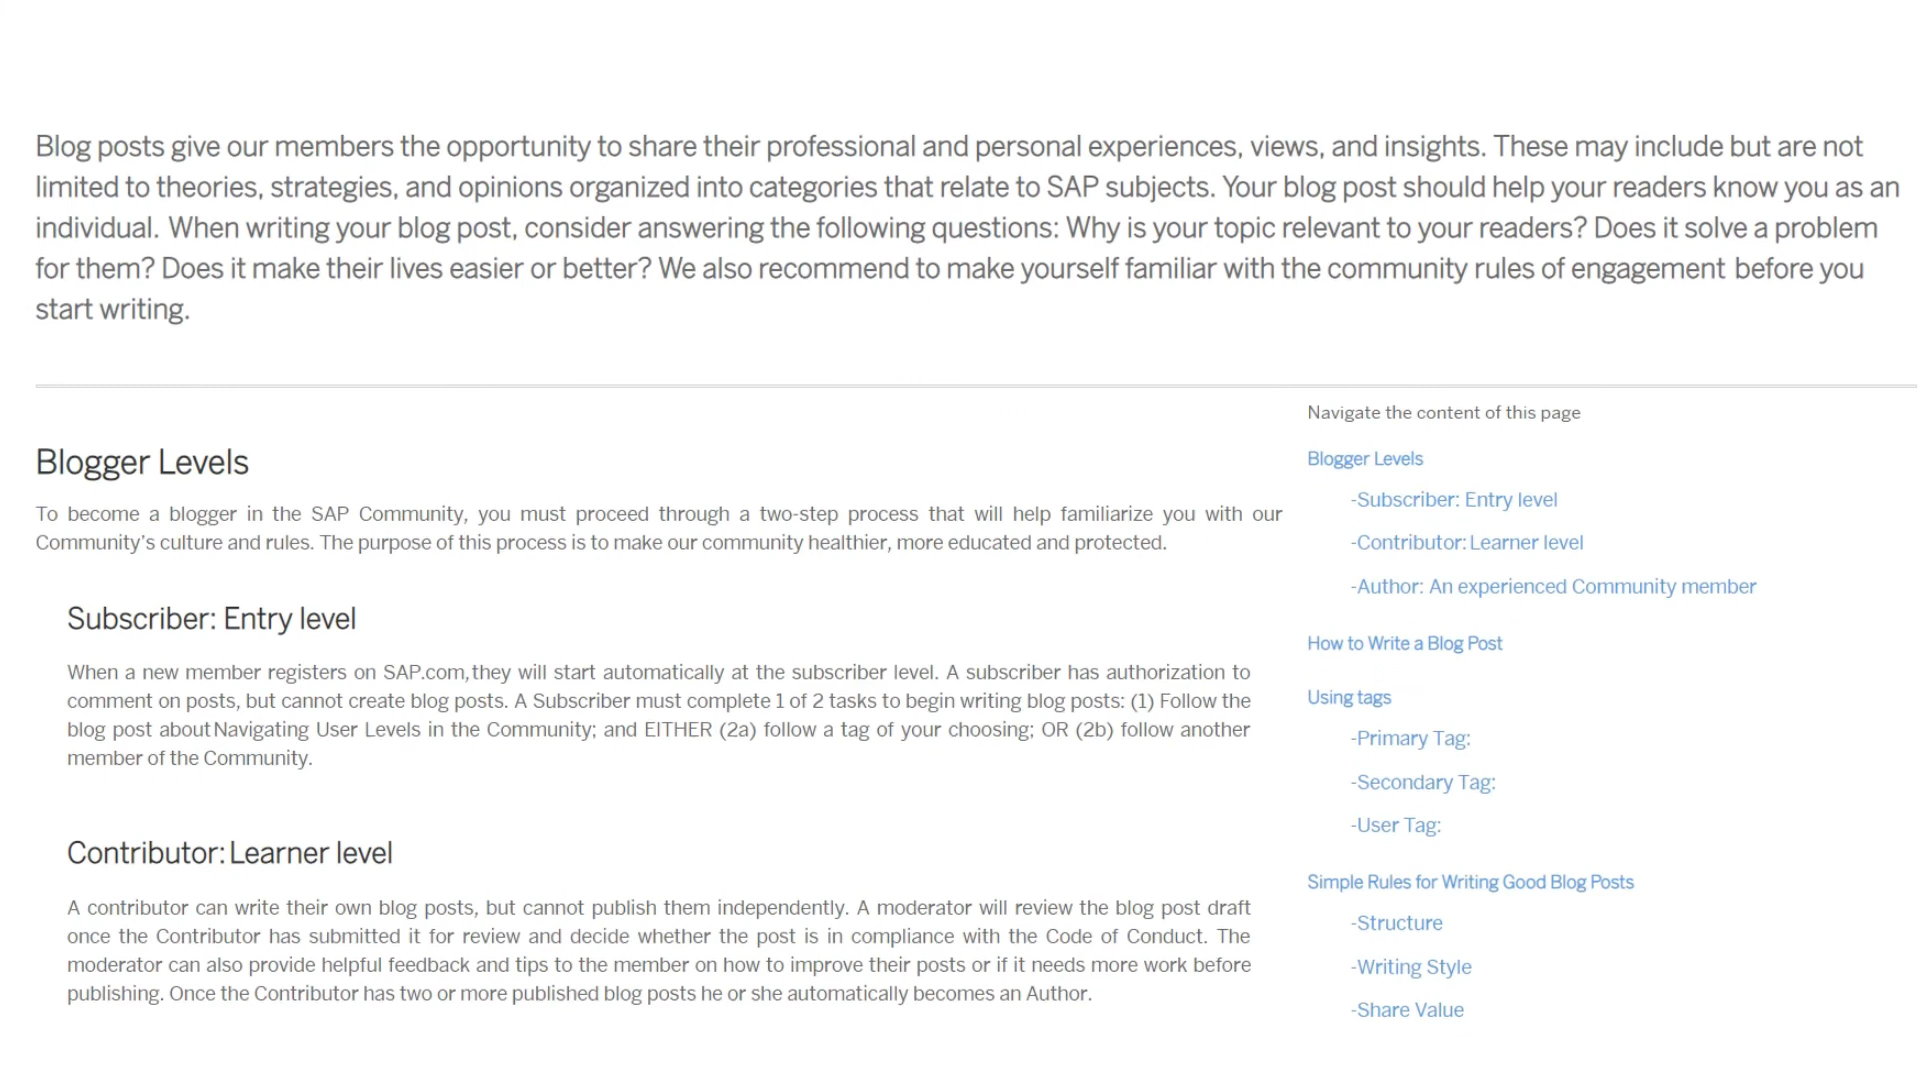 Blog posts give our members the opportunity to share their professional and personal experiences, views, and insights. These may include but are not
limited to theories, strategies, and opinions organized into categories that relate to SAP subjects. Your blog post should help your readers know you as an
individual. When writing your blog post, consider answering the following questions: Why is your topic relevant to your readers? Does it solve a problem
for them? Does it make their lives easier or better? We also recommend to make yourself familiar with the community rules of engagement before you
start writing.
Blogger Levels
To become a blogger in the SAP Community, you must proceed through a two-step process that will help familiarize you with our
Community's culture and rules. The purpose of this process is to make our community healthier, more educated and protected.
Subscriber: Entry level
When a new member registers on SAP.com, they will start automatically at the subscriber level. A subscriber has authorization to
comment on posts, but cannot create blog posts. A Subscriber must complete 1 of 2 tasks to begin writing blog posts: (1) Follow the
blog post about Navigating User Levels in the Community; and EITHER (2a) follow a tag of your choosing; OR (2b) follow another
member of the Community.
Contributor: Learner level
A contributor can write their own blog posts, but cannot publish them independently. A moderator will review the blog post draft
once the Contributor has submitted it for review and decide whether the post is in compliance with the Code of Conduct. The
moderator can also provide helpful feedback and tips to the member on how to improve their posts or if it needs more work before
publishing. Once the Contributor has two or more published blog posts he or she automatically becomes an Author.
Navigate the content of this page
Blogger Levels
-Subscriber: Entry level
-Contributor: Learner level
-Author: An experienced Community member
How to Write a Blog Post
Using tags
-Primary Tag:
-Secondary Tag:
-User Tag:
Simple Rules for Writing Good Blog Posts
-Structure
-Writing Style
-Share Value